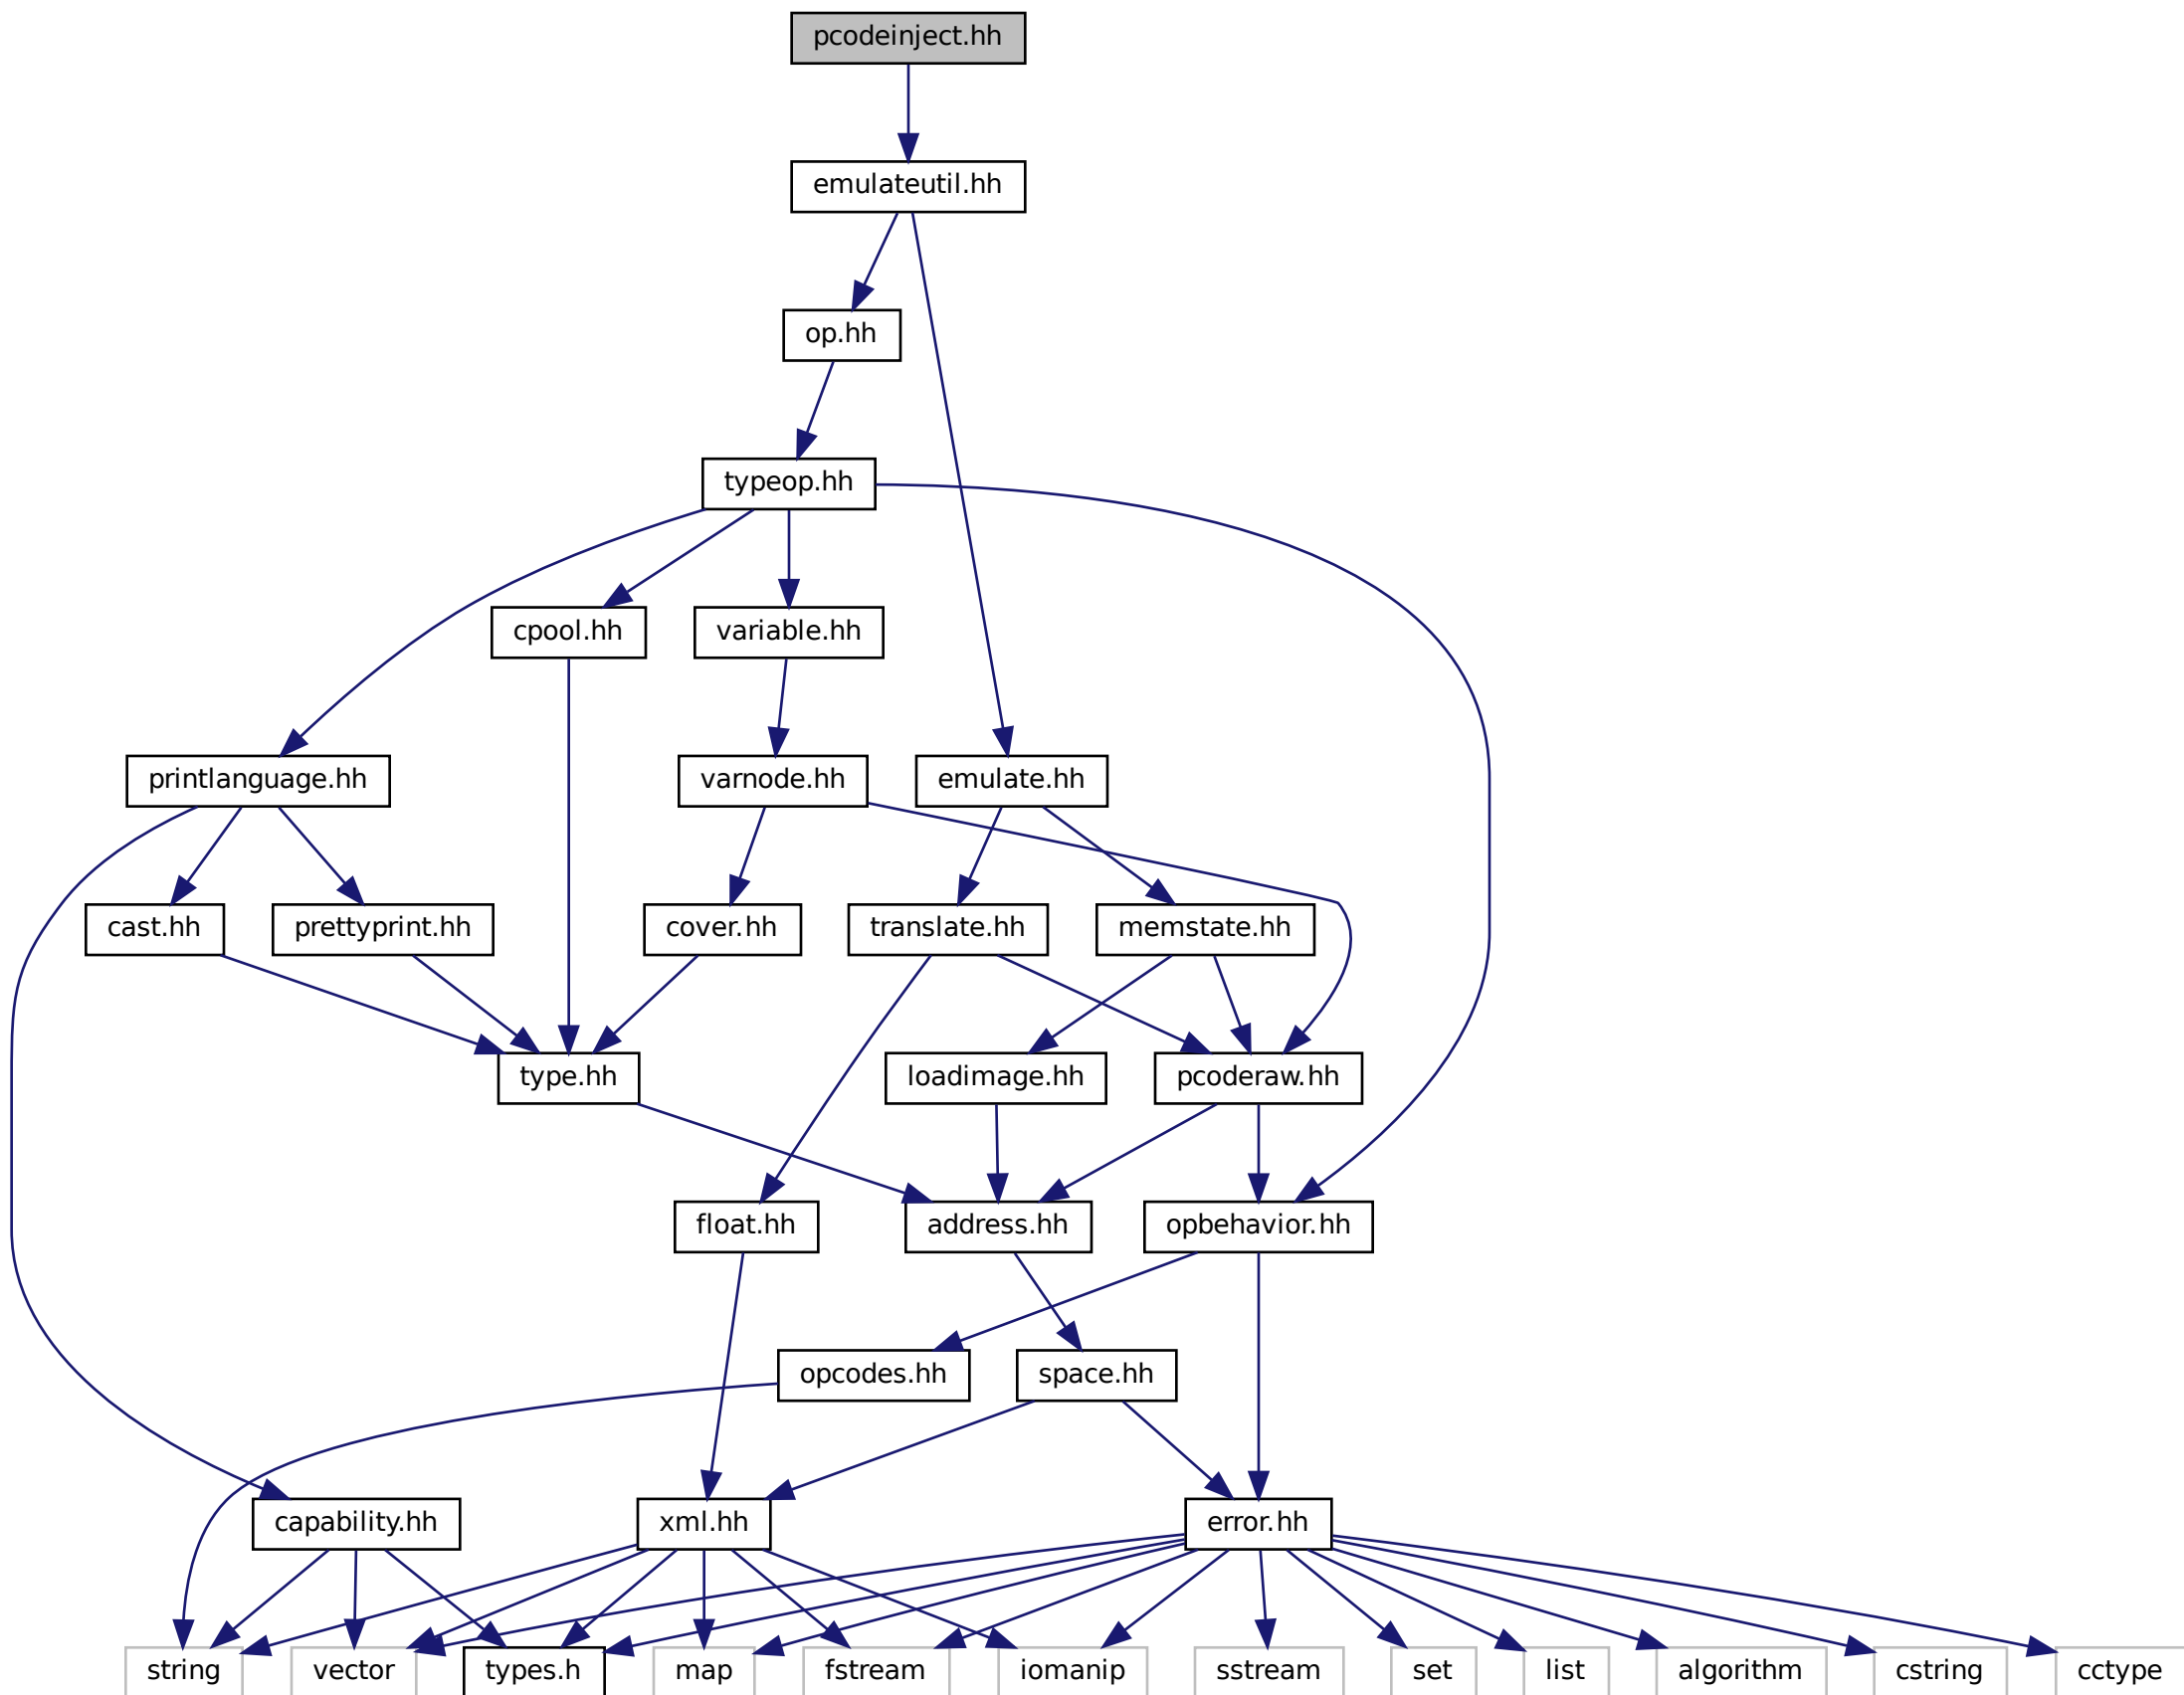 pcodeinject.hh
emulateutil.hh
op.hh
typeop.hh
cpool.hh
variable.hh
printlanguage.hh
varnode.hh
emulate.hh
cast.hh
prettyprint.hh
cover.hh
translate.hh
memstate.hh
type.hh
loadimage.hh
pcoderaw.hh
float.hh
address.hh
opbehavior.hh
opcodes.hh
space.hh
capability.hh
xml.hh
error.hh
string
vector
types.h
map
fstream
iomanip
sstream
set
list
algorithm
cstring
cctype